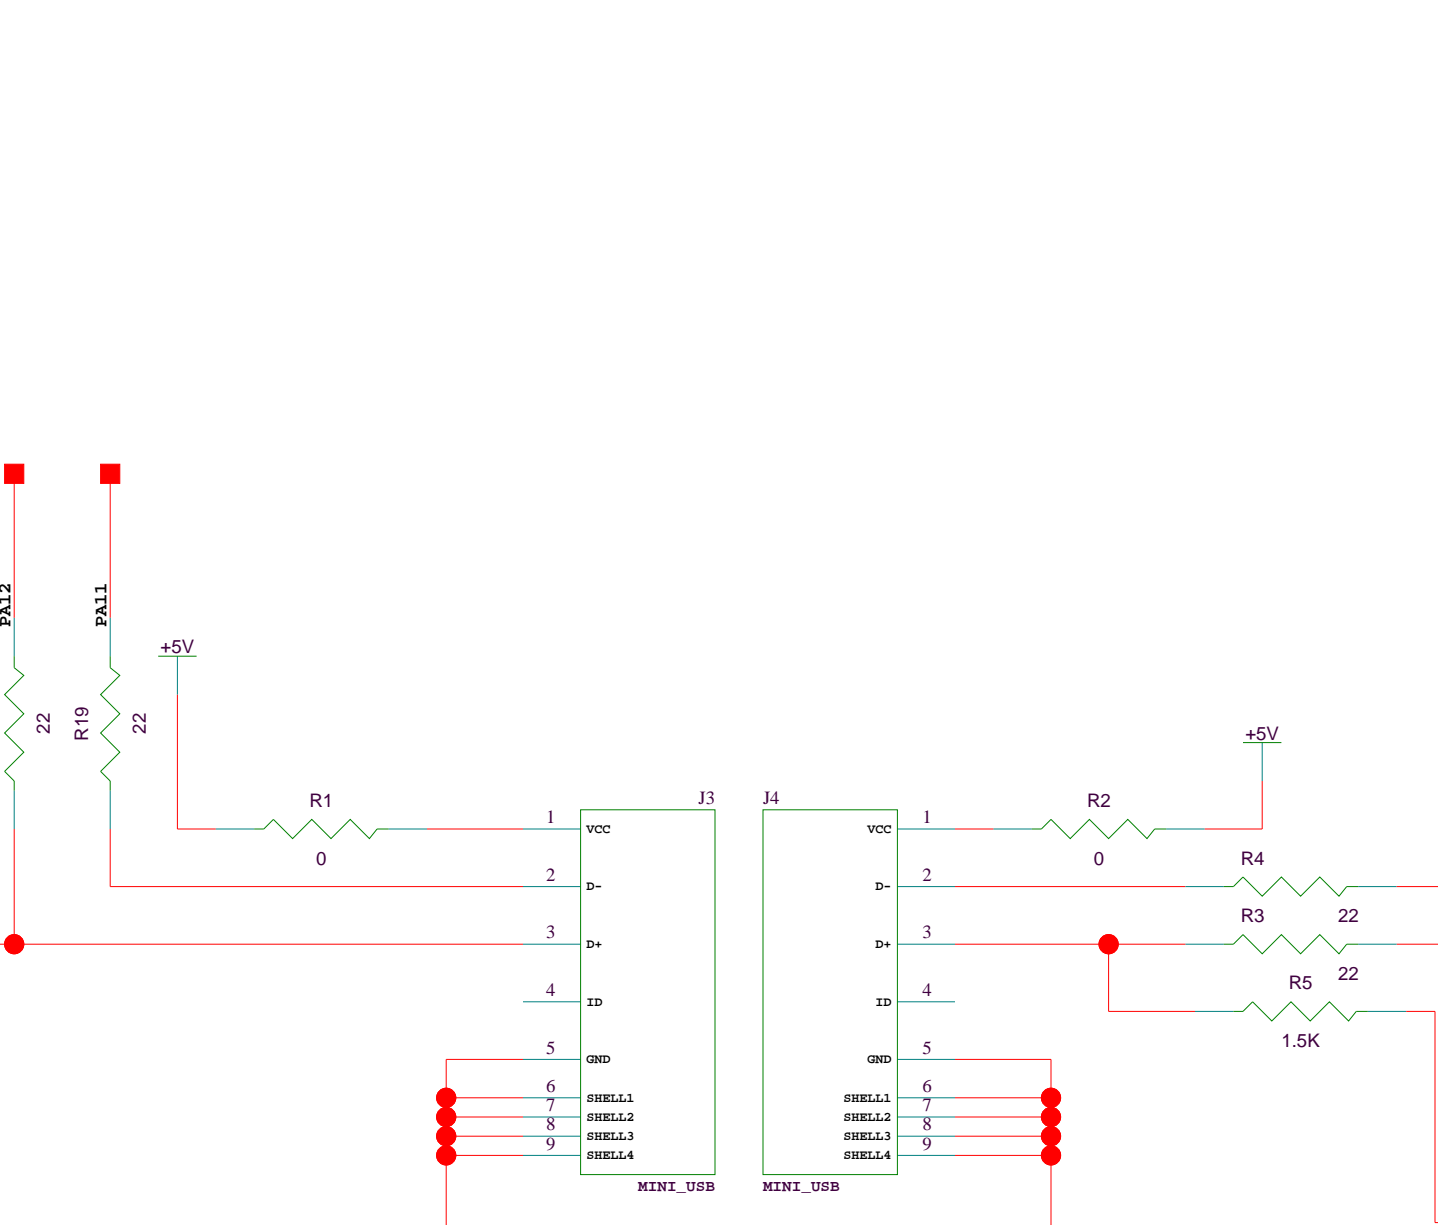 PA12
PA11
+5V
22
R19
22
+5V
R1
0
J3
J4
R2
0
1
VCC
VCC
1
R4
22
2
D-
D-
2
R3
22
3
D+
D+
3
R5
1.5K
4
ID
ID
4
5
GND
GND
5
6
SHELL1
SHELL1
6
7
SHELL2
SHELL2
7
8
SHELL3
SHELL3
8
9
SHELL4
SHELL4
9
MINI_USB
MINI_USB